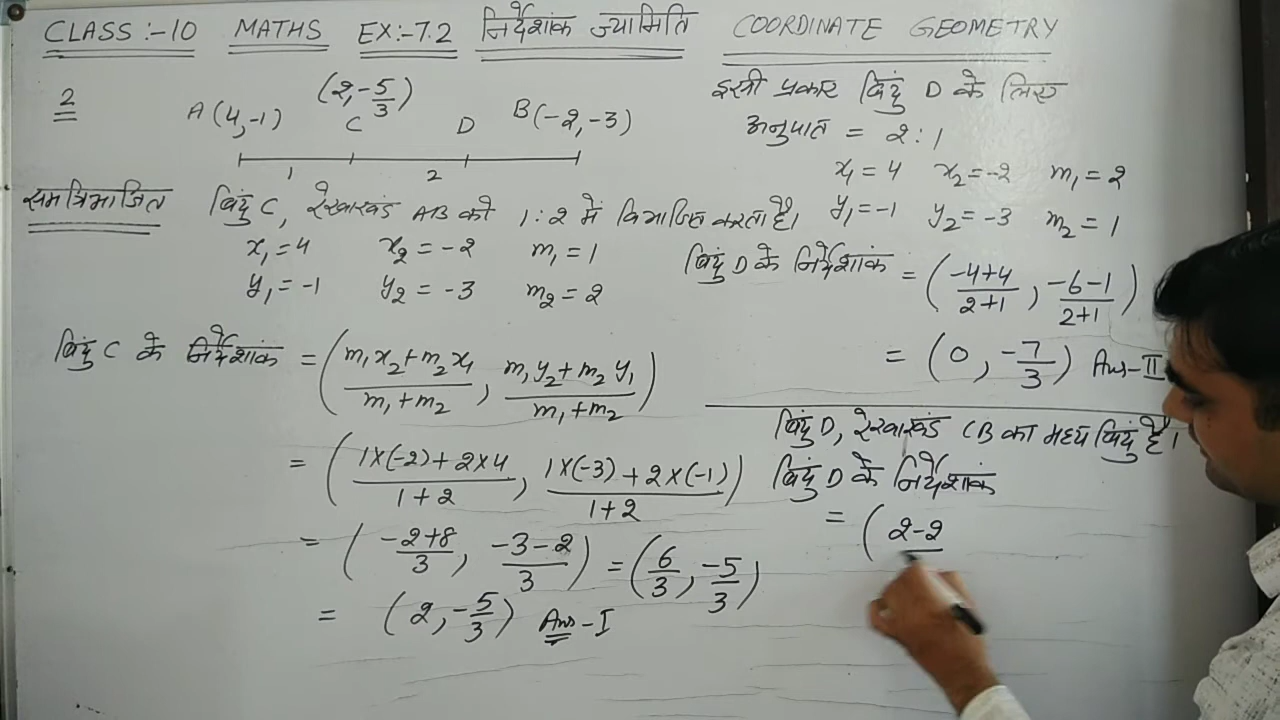 CLASS:-10 MATHS EX:-7.2 निर्देशांक ज्यामिति COORDINATE GEOMETRY
2
(2,-5/3)
A(4,-1) C D B(-2,-3)
1 2
समत्रिभाजित
बिंदु C, रेखाखंड AB को 1:2 में विभाजित करता है।
x₁=4 x₂=-2 m₁=1
y₁=-1 y₂=-3 m₂=2
बिंदु C के निर्देशांक = ((m₁x₂+m₂x₁)/(m₁+m₂), (m₁y₂+m₂y₁)/(m₁+m₂))
= ((1×(-2)+2×4)/(1+2), (1×(-3)+2×(-1))/(1+2))
= ((-2+8)/3, (-3-2)/3) = (6/3, -5/3)
= (2,-5/3) Ans-I
इसी प्रकार बिंदु D के लिए
अनुपात = 2:1
x₁=4 x₂=-2 m₁=2
y₁=-1 y₂=-3 m₂=1
बिंदु D के निर्देशांक = ((-4+4)/(2+1), (-6-1)/(2+1))
= (0, -7/3) Ans-II
बिंदु D, रेखाखंड CB का मध्य बिंदु है।
बिंदु D के निर्देशांक
= (2-2